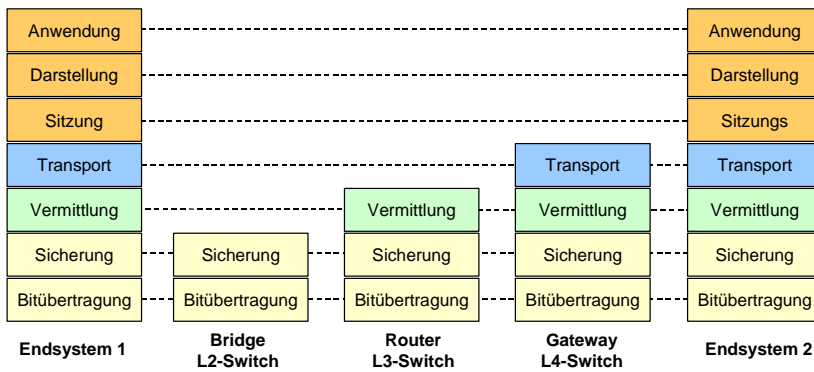 Anwendung Anwendung
Darstellung Darstellung
Sitzung Sitzungs
Transport Transport Transport
Vermittlung Vermittlung Vermittlung Vermittlung
Sicherung Sicherung Sicherung Sicherung Sicherung
Bitübertragung Bitübertragung Bitübertragung Bitübertragung Bitübertragung
Endsystem 1 Bridge Router Gateway Endsystem 2
L2-Switch L3-Switch L4-Switch